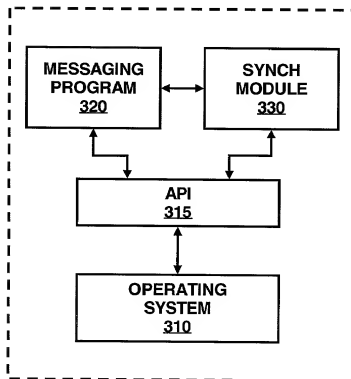 MESSAGING
PROGRAM
320
SYNCH
MODULE
330
API
315
OPERATING
SYSTEM
310